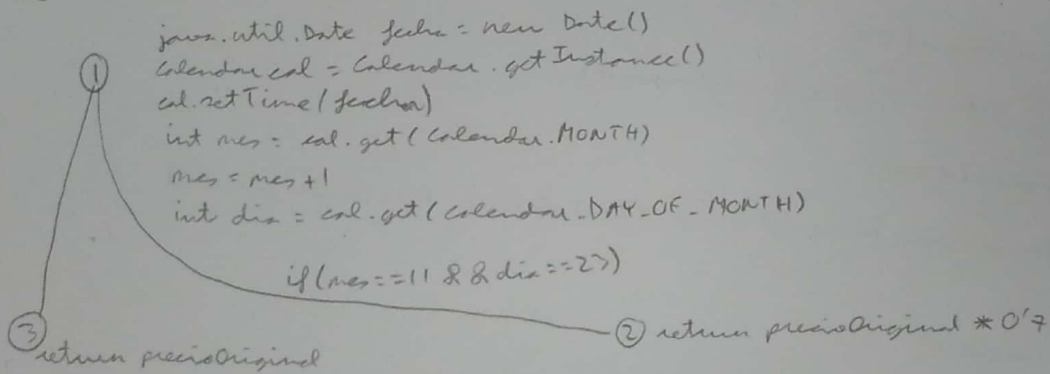 java.util.Date fecha = new Date()
Calendar cal = Calendar.getInstance()
1
cal.setTime(fecha)
int mes = cal.get(Calendar.MONTH)
mes = mes + 1
int dia = cal.get(Calendar.DAY_OF_MONTH)
if(mes==11 && dia==27)
3
return precioOriginal
2 return precioOriginal * 0'7